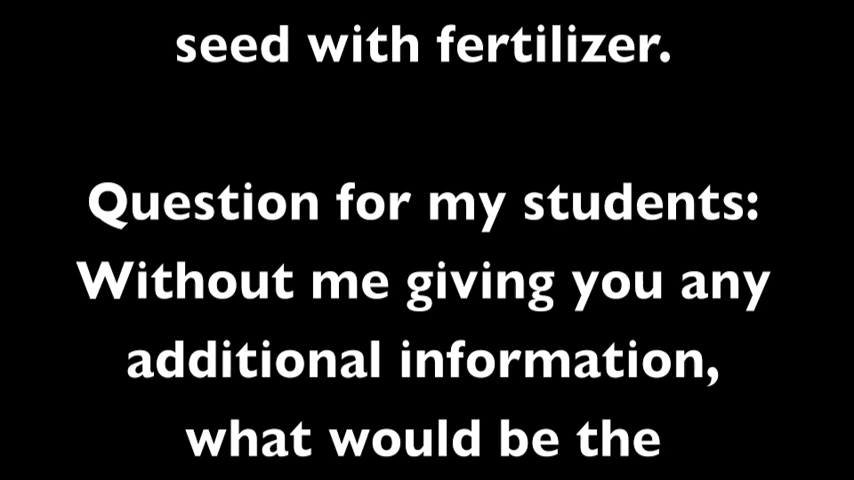 seed with fertilizer.
Question for my students:
Without me giving you any
additional information,
what would be the